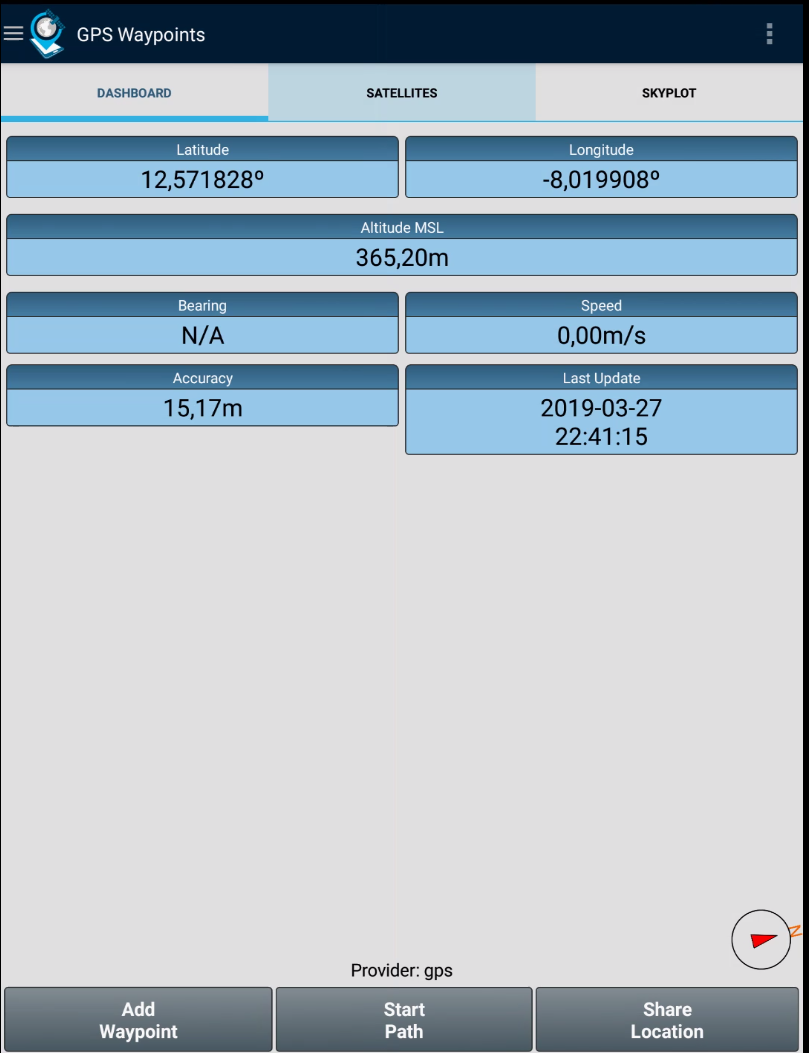 GPS Waypoints
DASHBOARD
SATELLITES
SKYPLOT
Latitude
Longitude
12,571828º
-8,019908º
Altitude MSL
365,20m
Bearing
Speed
N/A
0,00m/s
Accuracy
Last Update
15,17m
2019-03-27
22:41:15
N
Provider: gps
Add
Waypoint
Start
Path
Share
Location